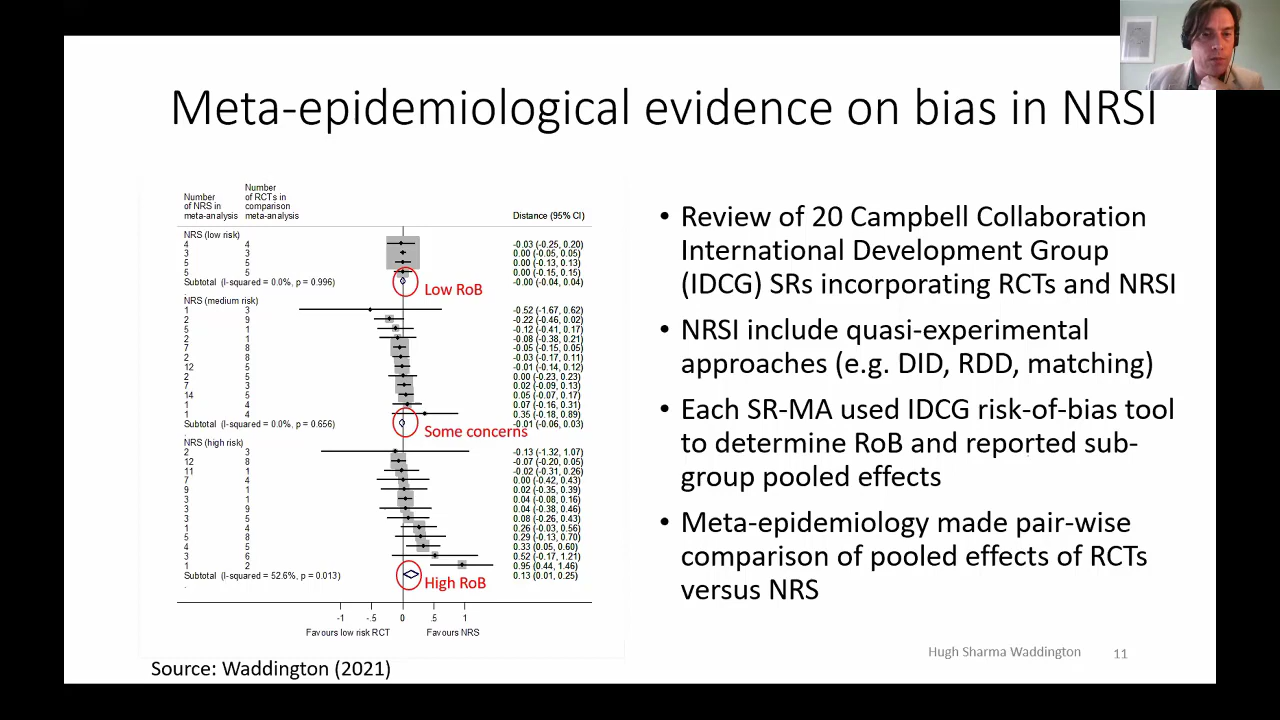 Meta-epidemiological evidence on bias in NRSI
Number of NRS in meta-analysis
Number of RCTs in comparison meta-analysis
Distance (95% CI)
NRS (low risk)
4 4 -0.03 (-0.25, 0.20)
3 3 0.00 (-0.05, 0.05)
5 5 0.00 (-0.13, 0.13)
5 5 0.00 (-0.15, 0.15)
Subtotal (I-squared = 0.0%, p = 0.996) -0.00 (-0.04, 0.04)
Low RoB
NRS (medium risk)
1 3 -0.52 (-1.67, 0.62)
2 9 -0.22 (-0.46, 0.02)
5 1 -0.12 (-0.41, 0.17)
2 1 -0.08 (-0.38, 0.21)
7 8 -0.05 (-0.15, 0.05)
2 8 -0.03 (-0.17, 0.11)
12 5 -0.01 (-0.14, 0.12)
2 5 0.00 (-0.23, 0.23)
7 3 0.02 (-0.09, 0.13)
14 5 0.05 (-0.07, 0.17)
1 4 0.07 (-0.16, 0.31)
1 4 0.35 (-0.18, 0.89)
Subtotal (I-squared = 0.0%, p = 0.656) -0.01 (-0.06, 0.03)
Some concerns
NRS (high risk)
2 3 -0.13 (-1.32, 1.07)
12 8 -0.07 (-0.20, 0.05)
11 1 -0.02 (-0.31, 0.26)
7 4 0.00 (-0.42, 0.43)
9 1 0.02 (-0.35, 0.39)
3 1 0.04 (-0.08, 0.16)
3 9 0.04 (-0.38, 0.46)
3 5 0.08 (-0.26, 0.43)
1 4 0.26 (-0.03, 0.56)
5 8 0.29 (-0.13, 0.70)
4 5 0.33 (0.05, 0.60)
3 6 0.52 (-0.17, 1.21)
1 2 0.95 (0.44, 1.46)
Subtotal (I-squared = 52.6%, p = 0.013) 0.13 (0.01, 0.25)
High RoB
-1 -.5 0 .5 1
Favours low risk RCT Favours NRS
Source: Waddington (2021)
• Review of 20 Campbell Collaboration
International Development Group
(IDCG) SRs incorporating RCTs and NRSI
• NRSI include quasi-experimental
approaches (e.g. DID, RDD, matching)
• Each SR-MA used IDCG risk-of-bias tool
to determine RoB and reported sub-
group pooled effects
• Meta-epidemiology made pair-wise
comparison of pooled effects of RCTs
versus NRS
Hugh Sharma Waddington 11